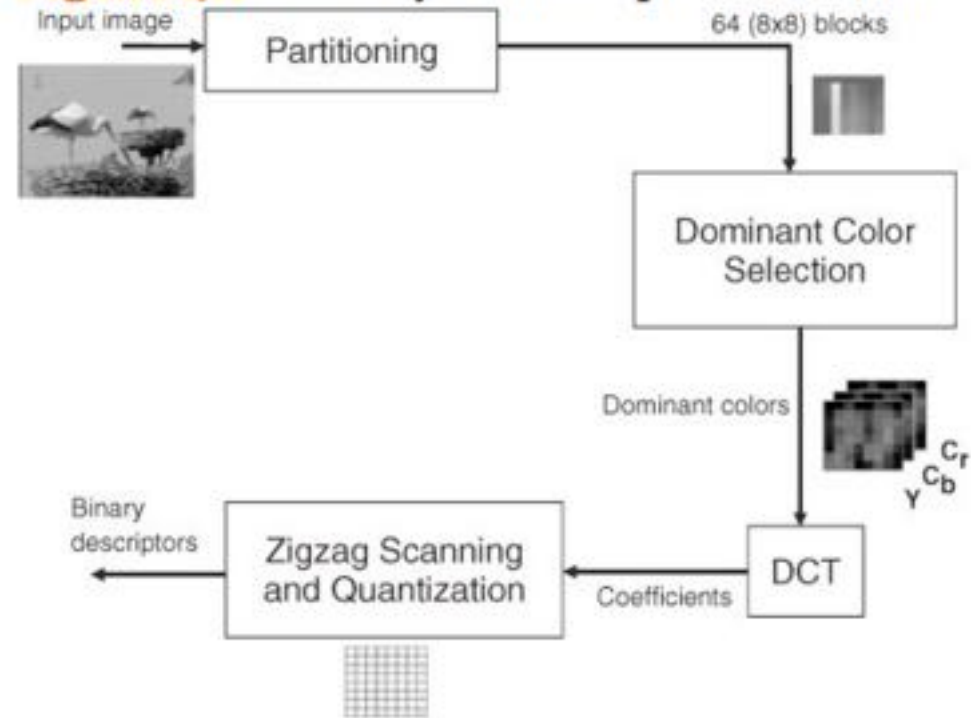 Input image
Partitioning
64 (8x8) blocks
Dominant Color
Selection
Dominant colors
Y
Cb
Cr
DCT
Coefficients
Zigzag Scanning
and Quantization
Binary
descriptors